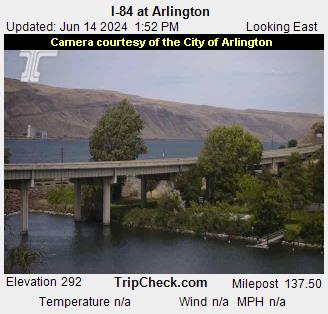 I-84 at Arlington
Updated: Jun 14 2024 1:52 PM Looking East
Camera courtesy of the City of Arlington
Elevation 292 TripCheck.com Milepost 137.50
Temperature n/a Wind n/a MPH n/a